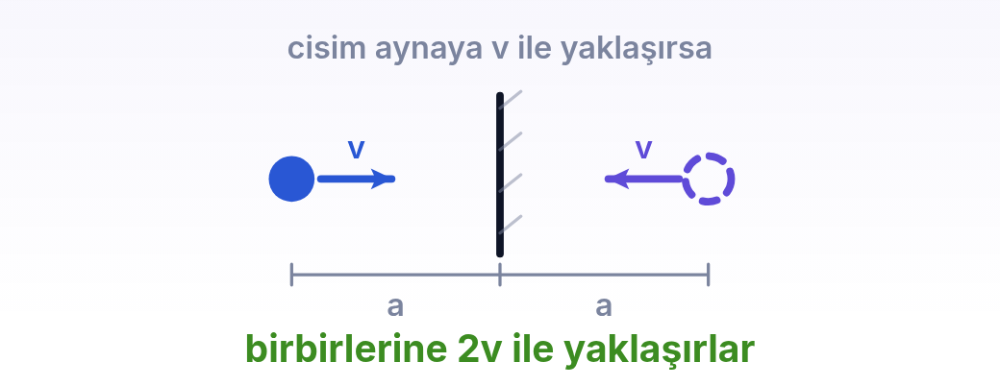 cisim aynaya v ile yaklaşırsa
v v
a a
birbirlerine 2v ile yaklaşırlar